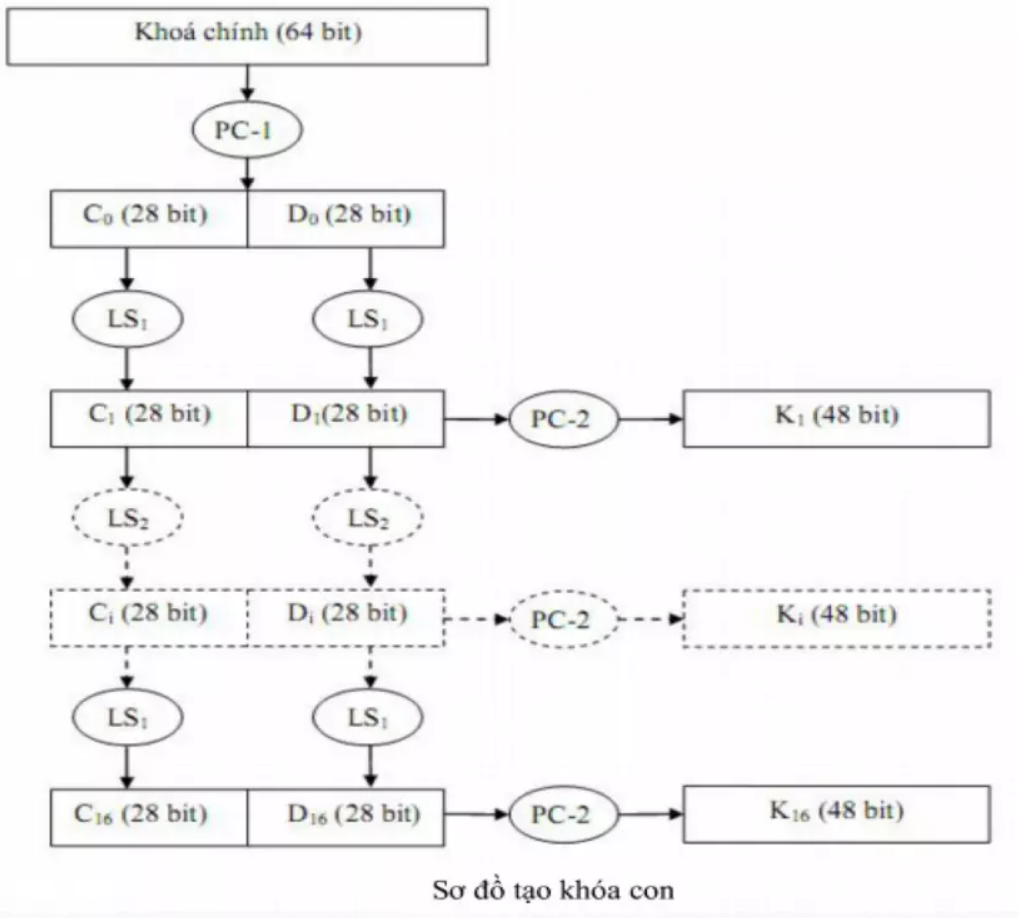 Khoá chính (64 bit)
PC-1
C₀ (28 bit) D₀ (28 bit)
LS₁ LS₁
C₁ (28 bit) D₁(28 bit) PC-2 K₁ (48 bit)
LS₂ LS₂
Cᵢ (28 bit) Dᵢ (28 bit) PC-2 Kᵢ (48 bit)
LS₁ LS₁
C₁₆ (28 bit) D₁₆ (28 bit) PC-2 K₁₆ (48 bit)
Sơ đồ tạo khóa con